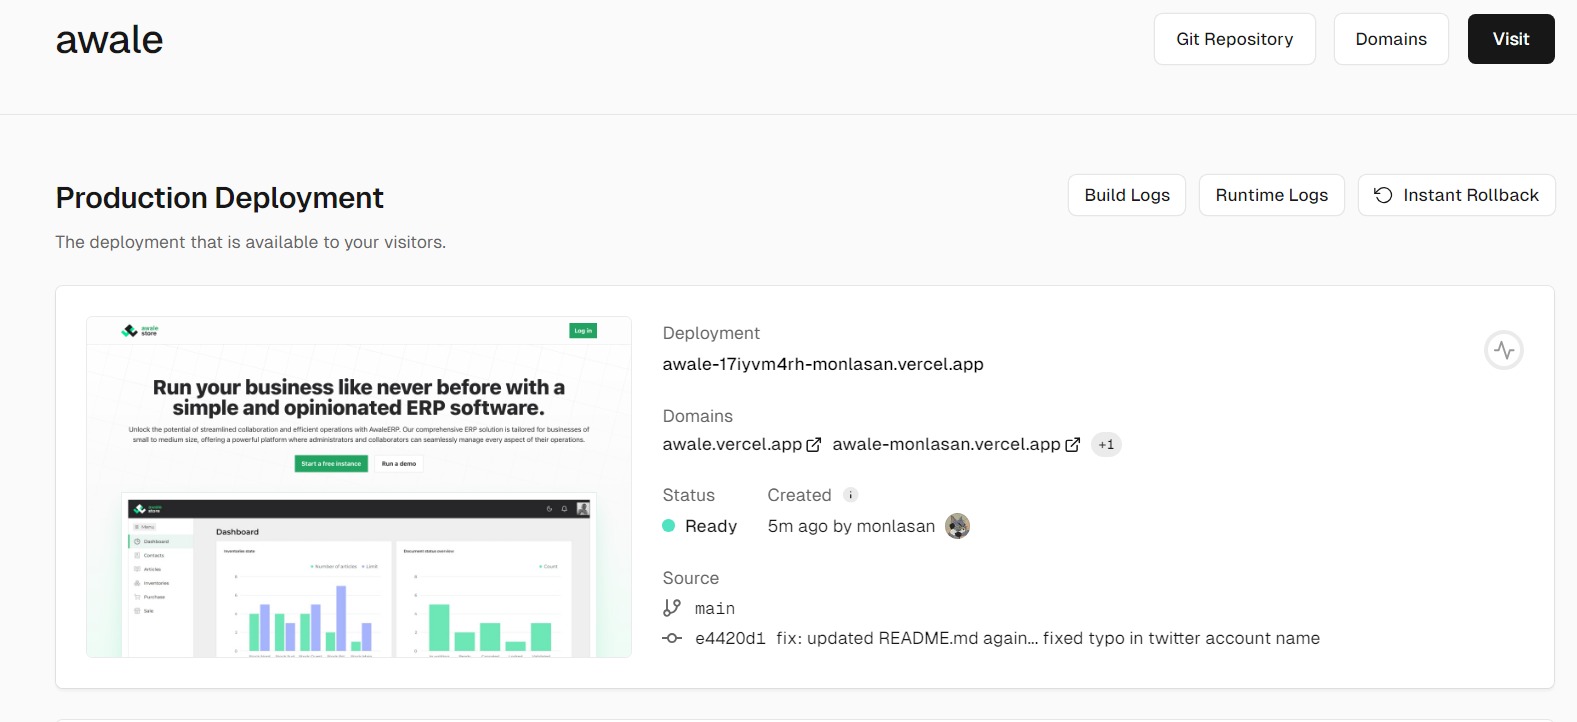 awale
Git Repository
Domains
Visit
Production Deployment
The deployment that is available to your visitors.
Build Logs
Runtime Logs
Instant Rollback
awale
store
Log in
Run your business like never before with a
simple and opinionated ERP software.
Unlock the potential of streamlined collaboration and efficient operations with AwaleERP. Our comprehensive ERP solution is tailored for businesses of
small to medium size, offering a powerful platform where administrators and collaborators can seamlessly manage every aspect of their operations.
Start a free instance
Run a demo
awale
store
Menu
Dashboard
Contacts
Articles
Inventories
Purchase
Sale
Dashboard
Inventories state
Number of articles
Limit
Document status overview
Count
Deployment
awale-17iyvm4rh-monlasan.vercel.app
Domains
awale.vercel.app
awale-monlasan.vercel.app
+1
Status
Created
Ready
5m ago by monlasan
Source
main
e4420d1 fix: updated README.md again... fixed typo in twitter account name